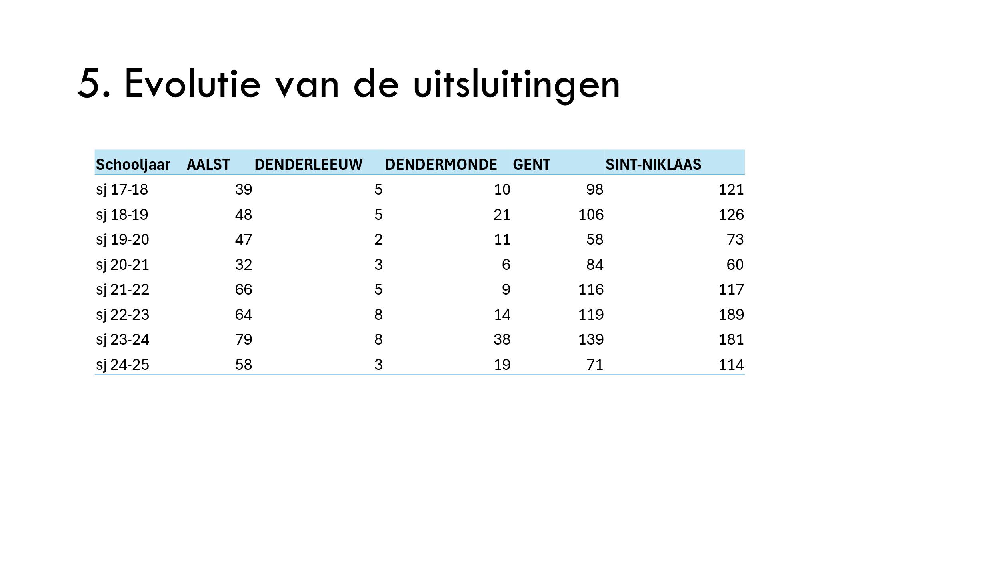 5. Evolutie van de uitsluitingen
Schooljaar AALST DENDERLEEUW DENDERMONDE GENT SINT-NIKLAAS
sj 17-18 39 5 10 98 121
sj 18-19 48 5 21 106 126
sj 19-20 47 2 11 58 73
sj 20-21 32 3 6 84 60
sj 21-22 66 5 9 116 117
sj 22-23 64 8 14 119 189
sj 23-24 79 8 38 139 181
sj 24-25 58 3 19 71 114